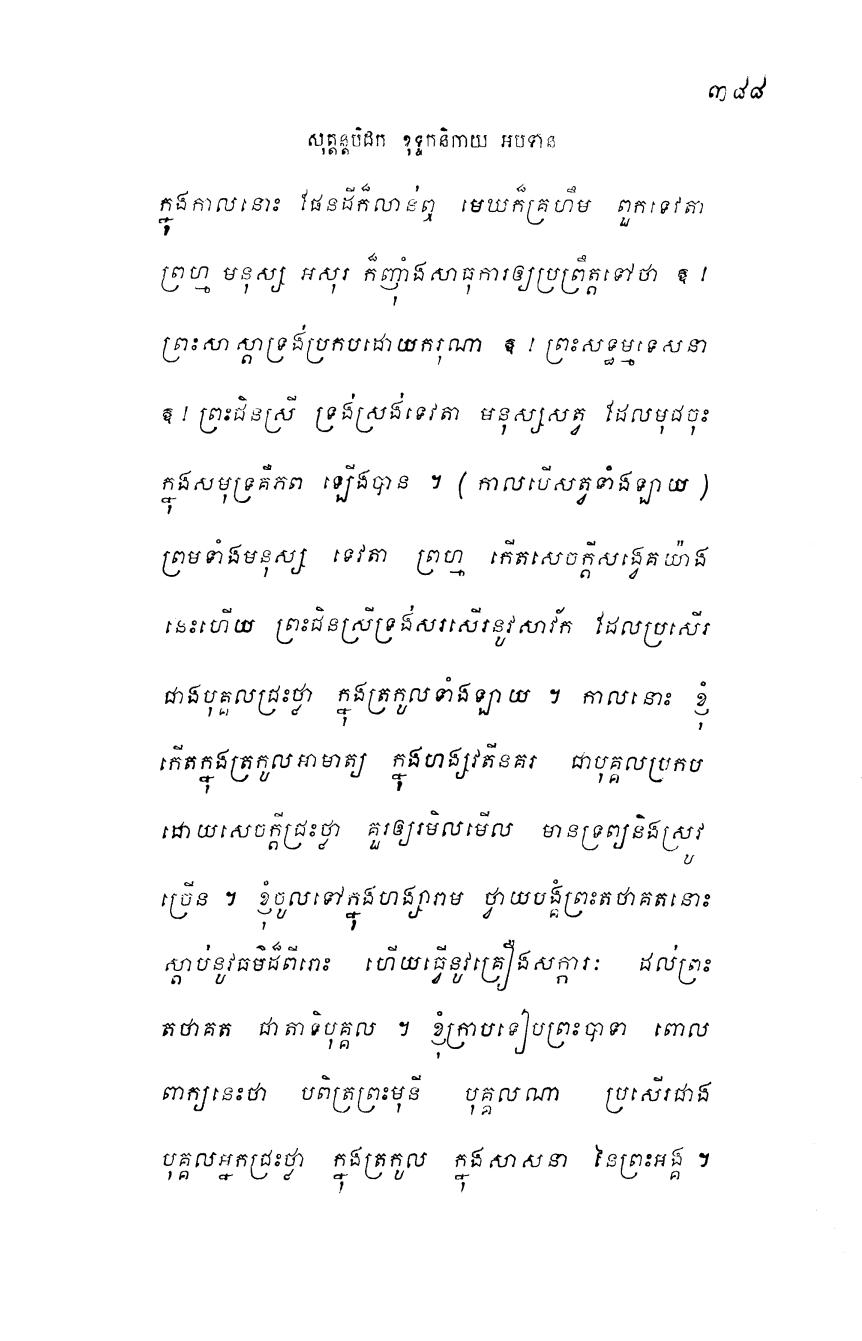 ៣៨៨
សុត្តន្តបិដក ខុទ្ទកនិកាយ អបទាន
ក្នុងកាលនោះ ផែនដីក៏លាន់ឮ មេឃក៏គ្រហឹម ពួកទេវតា
ព្រហ្ម មនុស្ស អសុរ ក៏ញ៉ាំងសាធុការឲ្យប្រព្រឹត្តទៅថា ឱ !
ព្រះសាស្តាទ្រង់ប្រកបដោយករុណា ឱ ! ព្រះសទ្ធម្មទេសនា
ឱ ! ព្រះជិនស្រី ទ្រង់ស្រង់ទេវតា មនុស្សសត្វ ដែលមុជចុះ
ក្នុងសមុទ្រគឺភព ឡើងបាន ។ ( កាលបើសត្វទាំងឡាយ )
ព្រមទាំងមនុស្ស ទេវតា ព្រហ្ម កើតសេចក្តីសង្វេគយ៉ាង
នេះហើយ ព្រះជិនស្រីទ្រង់សរសើរនូវសាវ័ក ដែលប្រសើរ
ជាងបុគ្គលជ្រះថ្លា ក្នុងត្រកូលទាំងឡាយ ។ កាលនោះ ខ្ញុំ
កើតក្នុងត្រកូលអាមាត្យ ក្នុងហង្សវតីនគរ ជាបុគ្គលប្រកប
ដោយសេចក្តីជ្រះថ្លា គួរឲ្យរមិលមើល មានទ្រព្យនិងស្រូវ
ច្រើន ។ ខ្ញុំចូលទៅក្នុងហង្សារាម ថ្វាយបង្គំព្រះតថាគតនោះ
ស្តាប់នូវធម៌ដ៏ពីរោះ ហើយធ្វើនូវគ្រឿងសក្ការៈ ដល់ព្រះ
តថាគត ជាតាទិបុគ្គល ។ ខ្ញុំក្រាបទៀបព្រះបាទា ពោល
ពាក្យនេះថា បពិត្រព្រះមុនី បុគ្គលណា ប្រសើរជាង
បុគ្គលអ្នកជ្រះថ្លា ក្នុងត្រកូល ក្នុងសាសនា នៃព្រះអង្គ ។